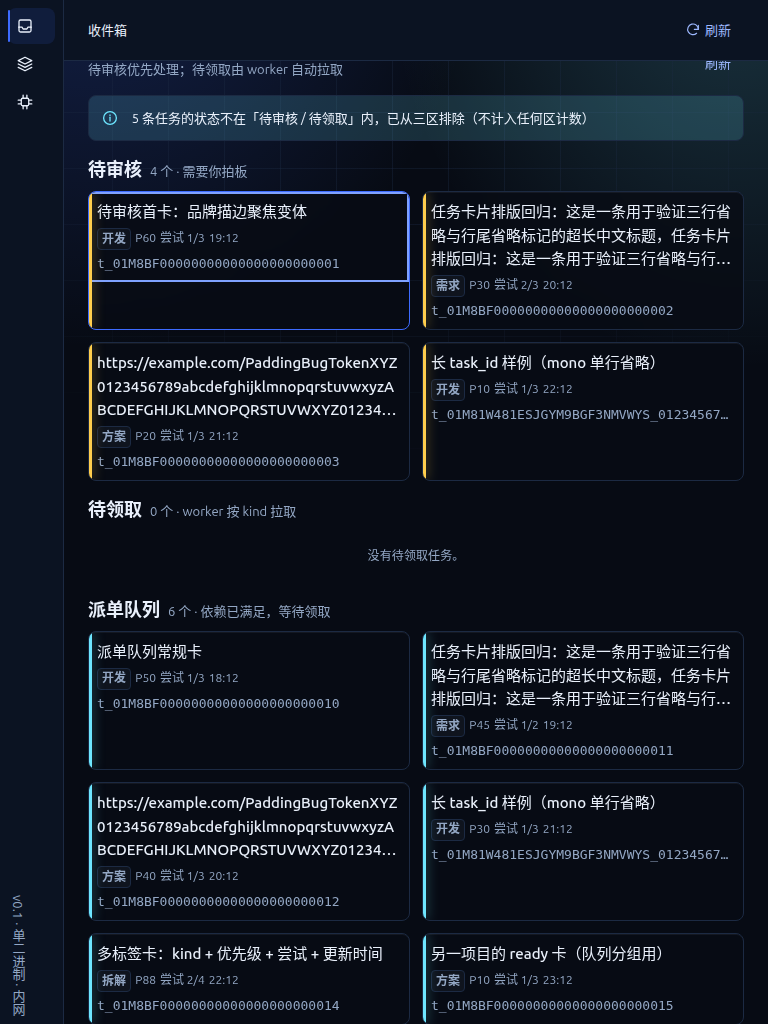 收件箱
刷新
刷新
待审核优先处理；待领取由 worker 自动拉取
5 条任务的状态不在「待审核 / 待领取」内，已从三区排除（不计入任何区计数）
待审核 4 个 · 需要你拍板
待审核首卡：品牌描边聚焦变体
开发 P60 尝试 1/3 19:12
t_01M8BF00000000000000000001
任务卡片排版回归：这是一条用于验证三行省
略与行尾省略标记的超长中文标题，任务卡片
排版回归：这是一条用于验证三行省略与行…
需求 P30 尝试 2/3 20:12
t_01M8BF00000000000000000002
https://example.com/PaddingBugTokenXYZ
0123456789abcdefghijklmnopqrstuvwxyzA
BCDEFGHIJKLMNOPQRSTUVWXYZ01234…
方案 P20 尝试 1/3 21:12
t_01M8BF00000000000000000003
长 task_id 样例（mono 单行省略）
开发 P10 尝试 1/3 22:12
t_01M81W481ESJGYM9BGF3NMVWYS_01234567…
待领取 0 个 · worker 按 kind 拉取
没有待领取任务。
派单队列 6 个 · 依赖已满足，等待领取
派单队列常规卡
开发 P50 尝试 1/3 18:12
t_01M8BF00000000000000000010
任务卡片排版回归：这是一条用于验证三行省
略与行尾省略标记的超长中文标题，任务卡片
排版回归：这是一条用于验证三行省略与行…
需求 P45 尝试 1/2 19:12
t_01M8BF00000000000000000011
https://example.com/PaddingBugTokenXYZ
0123456789abcdefghijklmnopqrstuvwxyzA
BCDEFGHIJKLMNOPQRSTUVWXYZ01234…
方案 P40 尝试 1/3 20:12
t_01M8BF00000000000000000012
长 task_id 样例（mono 单行省略）
开发 P30 尝试 1/3 21:12
t_01M81W481ESJGYM9BGF3NMVWYS_01234567…
多标签卡：kind + 优先级 + 尝试 + 更新时间
拆解 P88 尝试 2/4 22:12
t_01M8BF00000000000000000014
另一项目的 ready 卡（队列分组用）
方案 P10 尝试 1/3 23:12
t_01M8BF00000000000000000015
v0.1 · 单二进制 · 内网